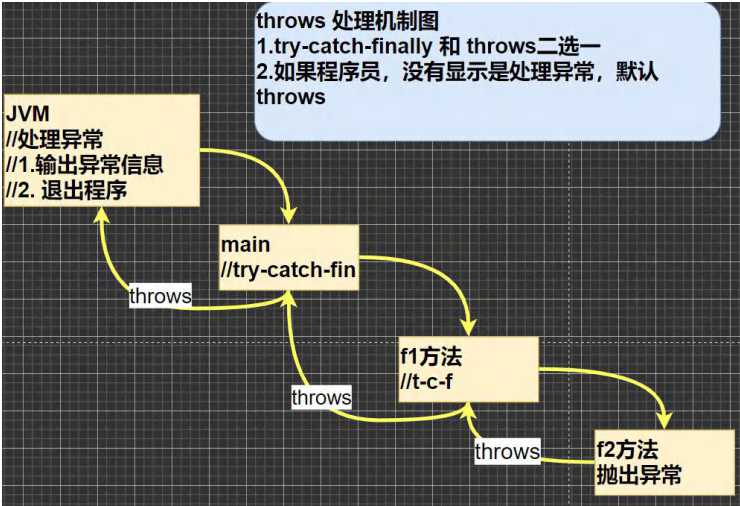 throws 处理机制图
1.try-catch-finally 和 throws二选一
2.如果程序员，没有显示是处理异常，默认
throws
JVM
//处理异常
//1.输出异常信息
//2. 退出程序
main
//try-catch-fin
throws
f1方法
//t-c-f
throws
f2方法
抛出异常
throws